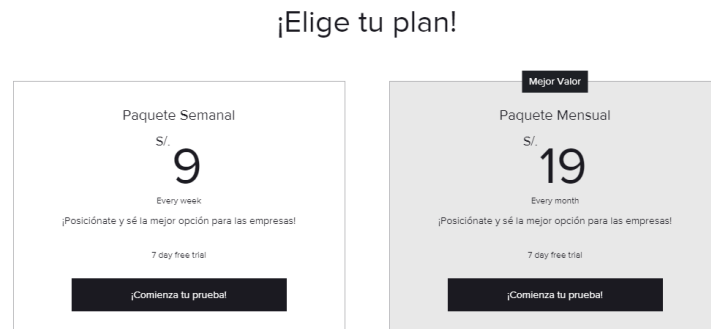 ¡Elige tu plan!
Paquete Semanal
S/.
9
Every week
¡Posiciónate y sé la mejor opción para las empresas!
7 day free trial
¡Comienza tu prueba!
Mejor Valor
Paquete Mensual
S/.
19
Every month
¡Posiciónate y sé la mejor opción para las empresas!
7 day free trial
¡Comienza tu prueba!